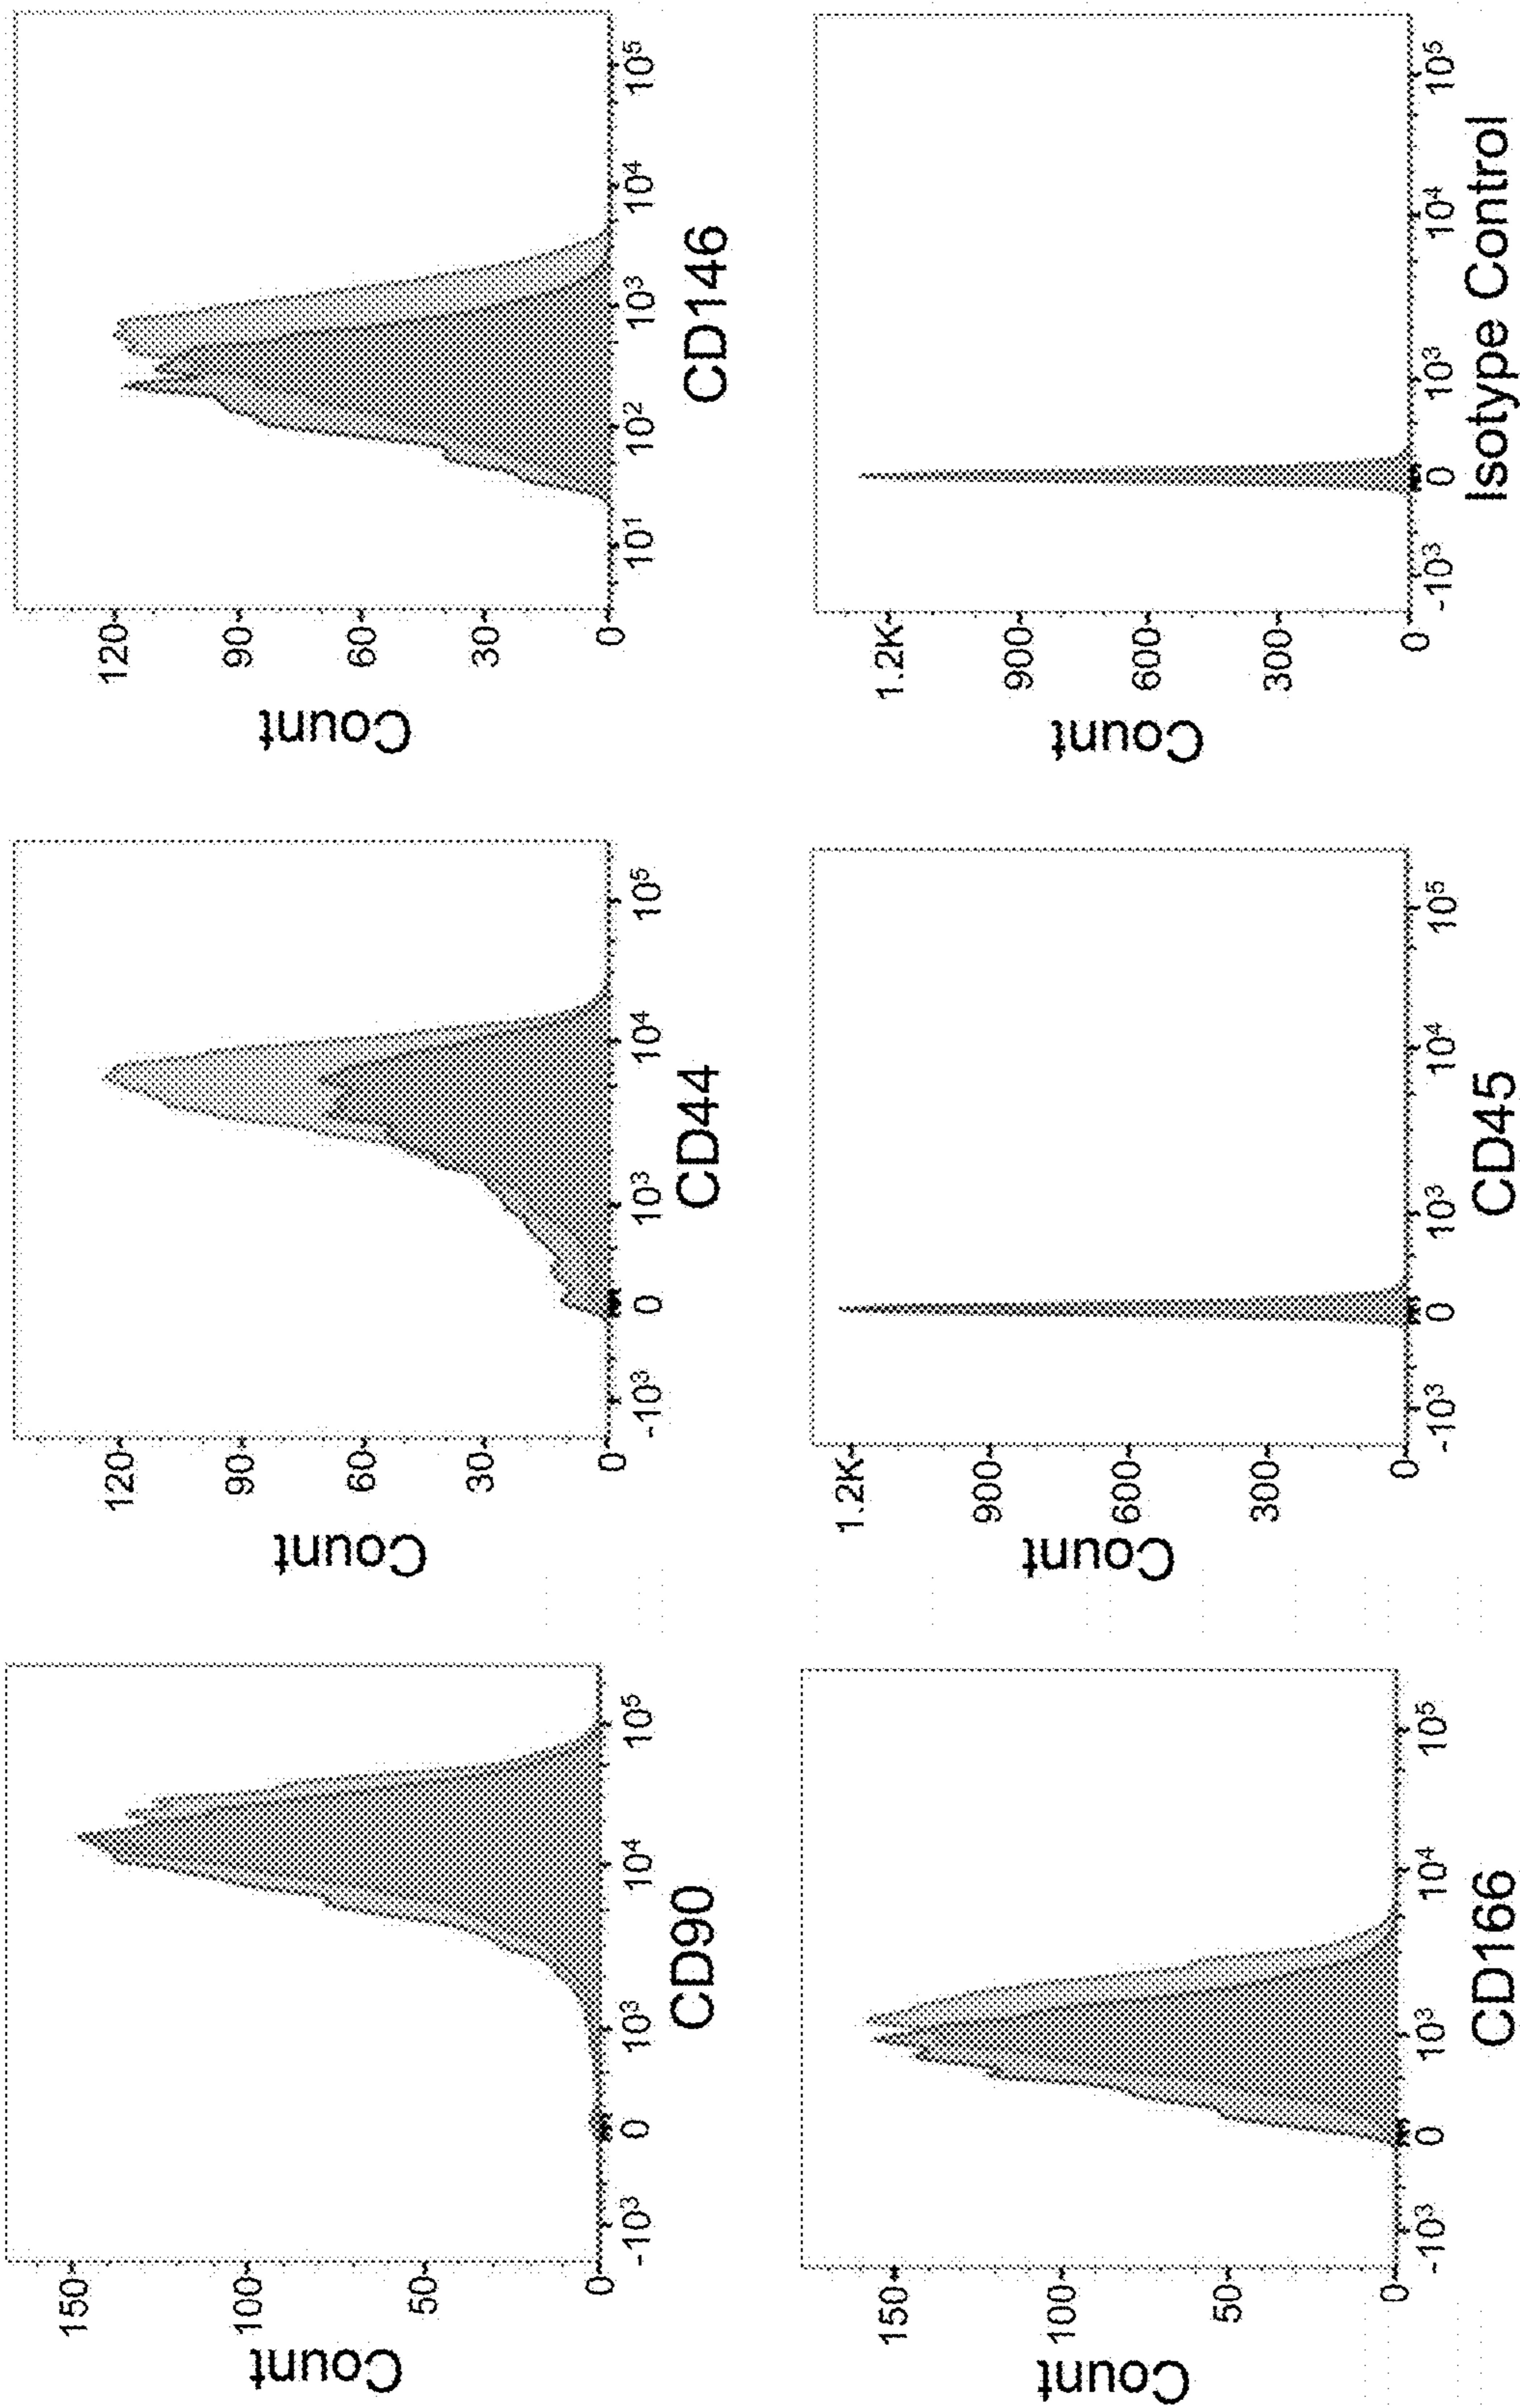 Count
150
100
50
0
-10³ 0 10³ 10⁴ 10⁵
CD90
Count
120
90
60
30
0
-10³ 0 10³ 10⁴ 10⁵
CD44
Count
120
90
60
30
0
10¹ 10² 10³ 10⁴ 10⁵
CD146
Count
150
100
50
0
-10³ 0 10³ 10⁴ 10⁵
CD166
Count
1.2K
900
600
300
0
-10³ 0 10³ 10⁴ 10⁵
CD45
Count
1.2K
900
600
300
0
-10³ 0 10³ 10⁴ 10⁵
Isotype Control